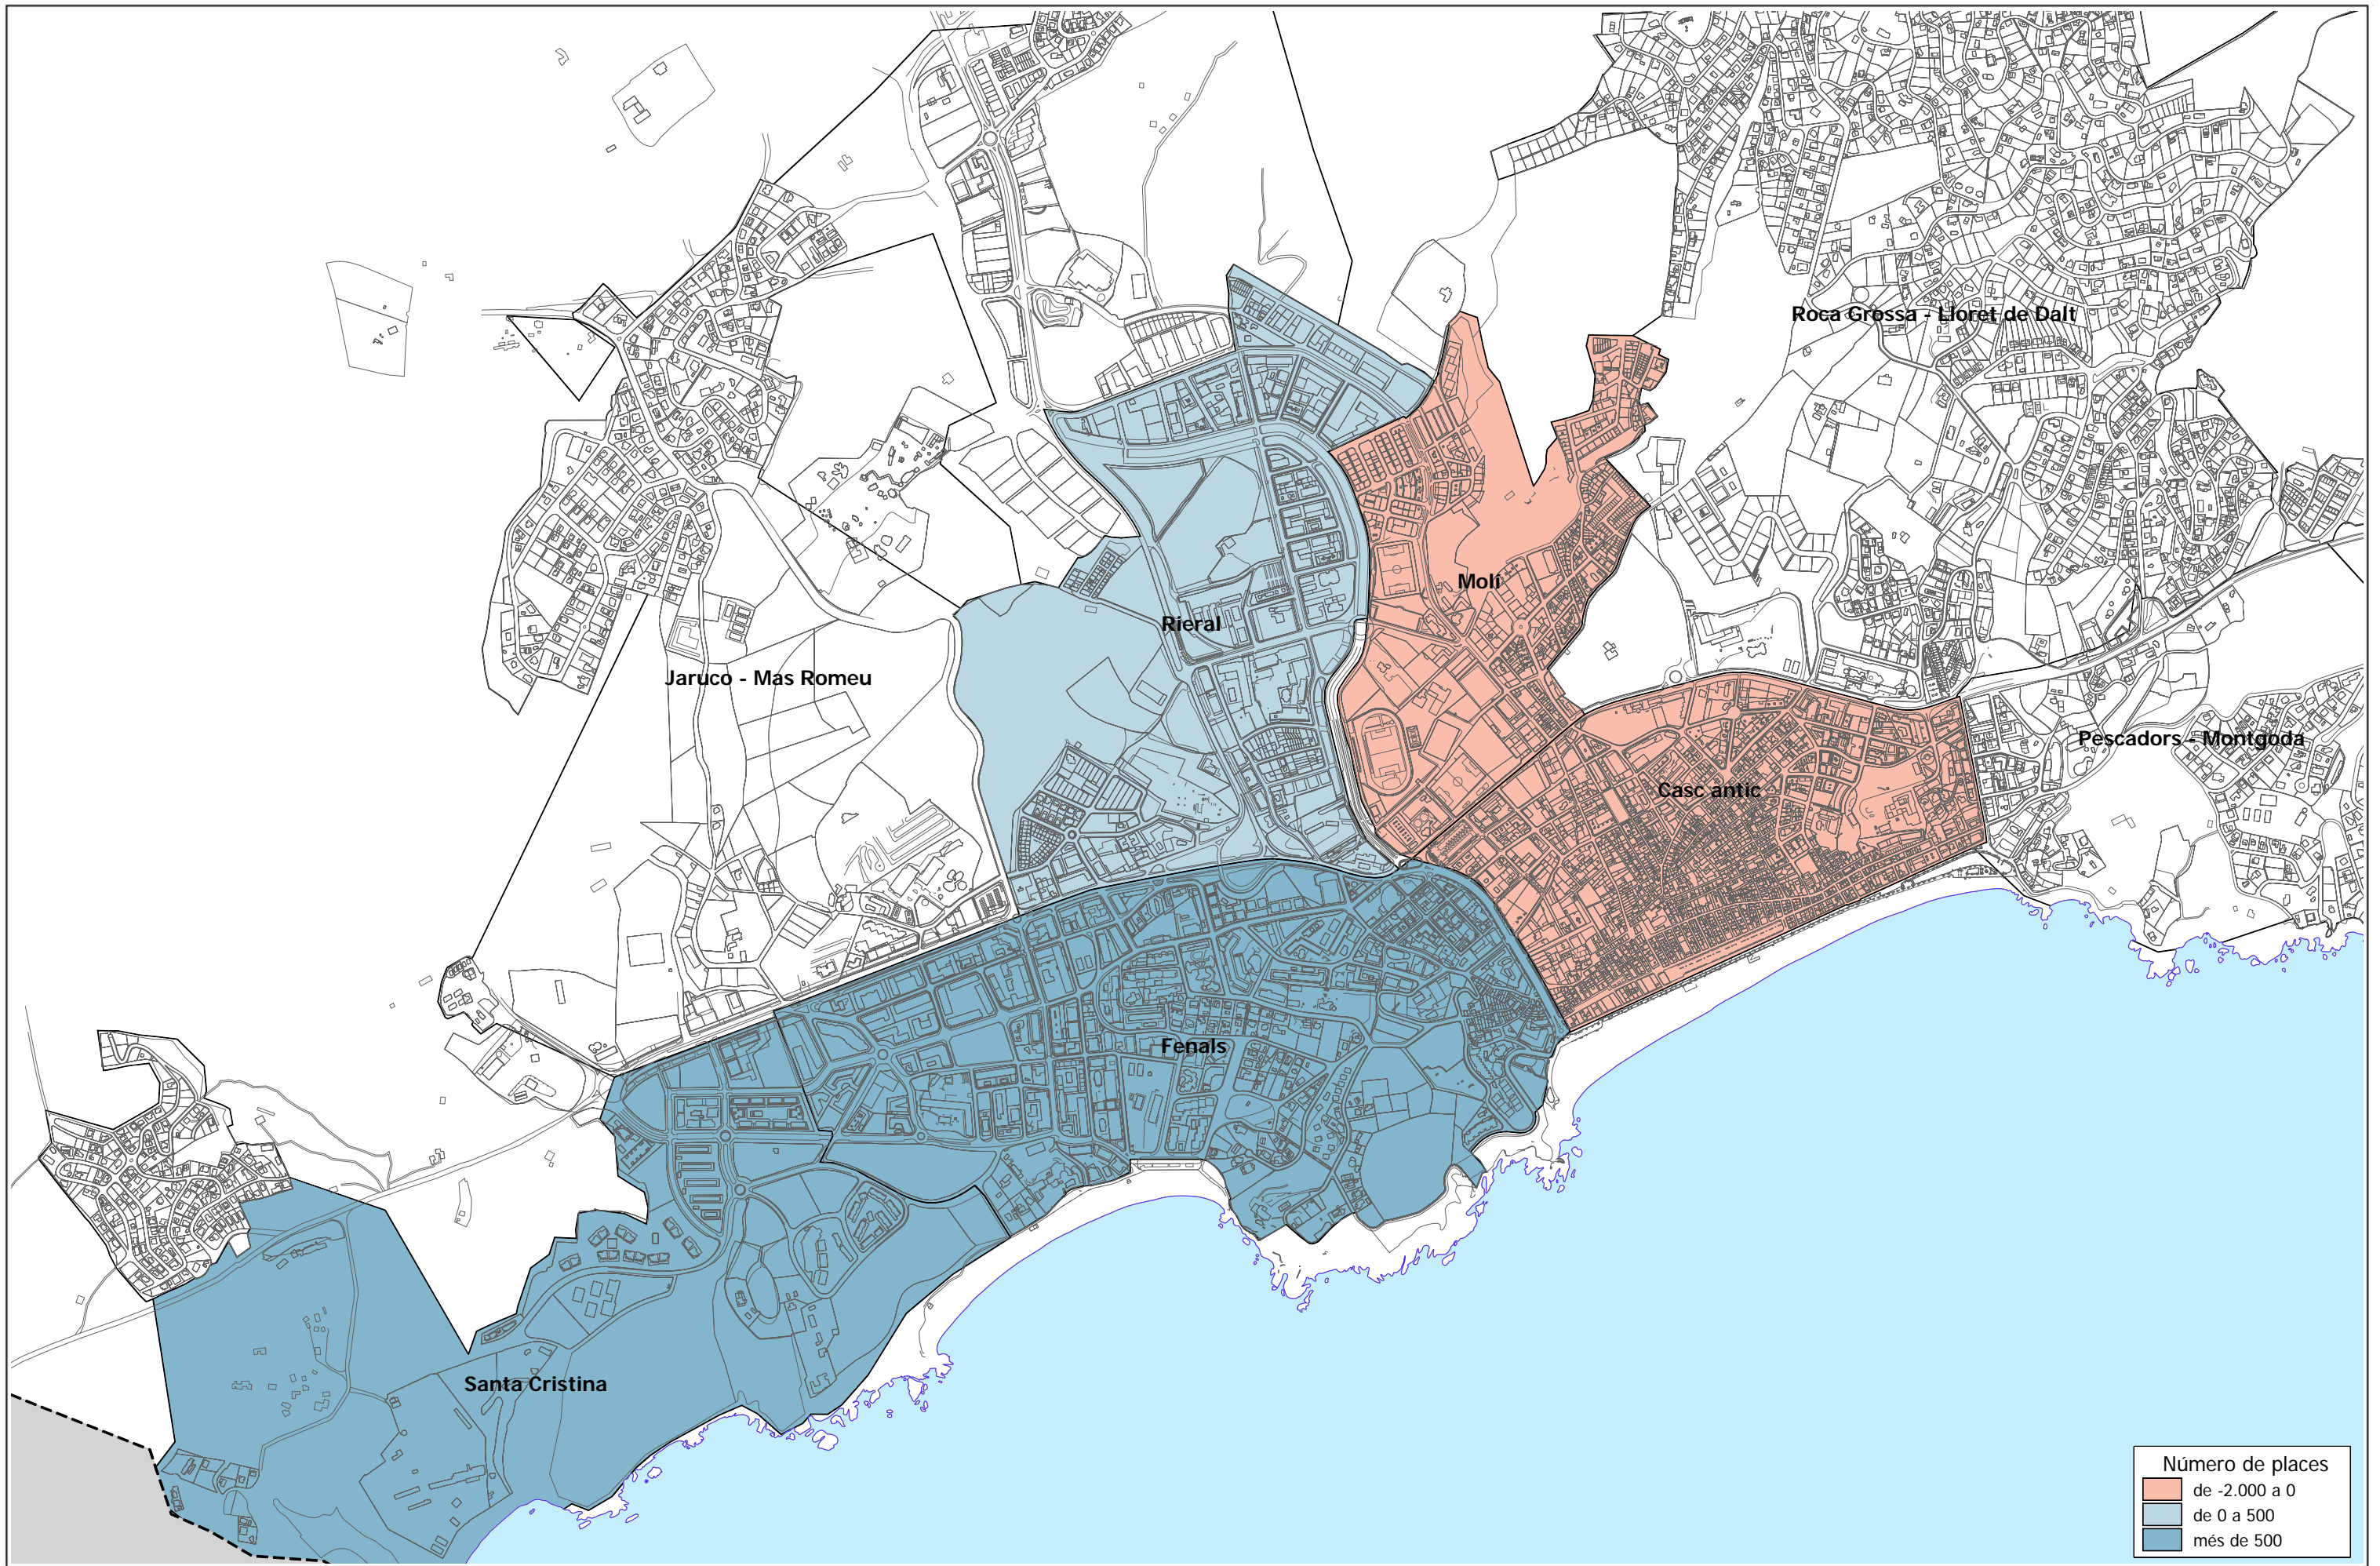 Roca Grossa - Lloret de Dalt
Molí
Rieral
Jaruco - Mas Romeu
Pescadors - Montgoda
Casc antic
Fenals
Santa Cristina
Número de places
de -2.000 a 0
de 0 a 500
més de 500